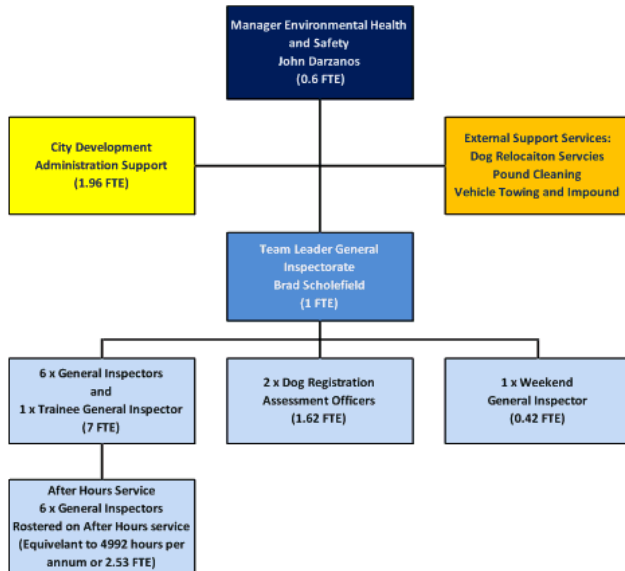 Manager Environmental Health
and Safety
John Darzanos
(0.6 FTE)
City Development
Administration Support
(1.96 FTE)
External Support Services:
Dog Relocaiton Servcies
Pound Cleaning
Vehicle Towing and Impound
Team Leader General
Inspectorate
Brad Scholefield
(1 FTE)
6 x General Inspectors
and
1 x Trainee General Inspector
(7 FTE)
2 x Dog Registration
Assessment Officers
(1.62 FTE)
1 x Weekend
General Inspector
(0.42 FTE)
After Hours Service
6 x General Inspectors
Rostered on After Hours service
(Equivelant to 4992 hours per
annum or 2.53 FTE)